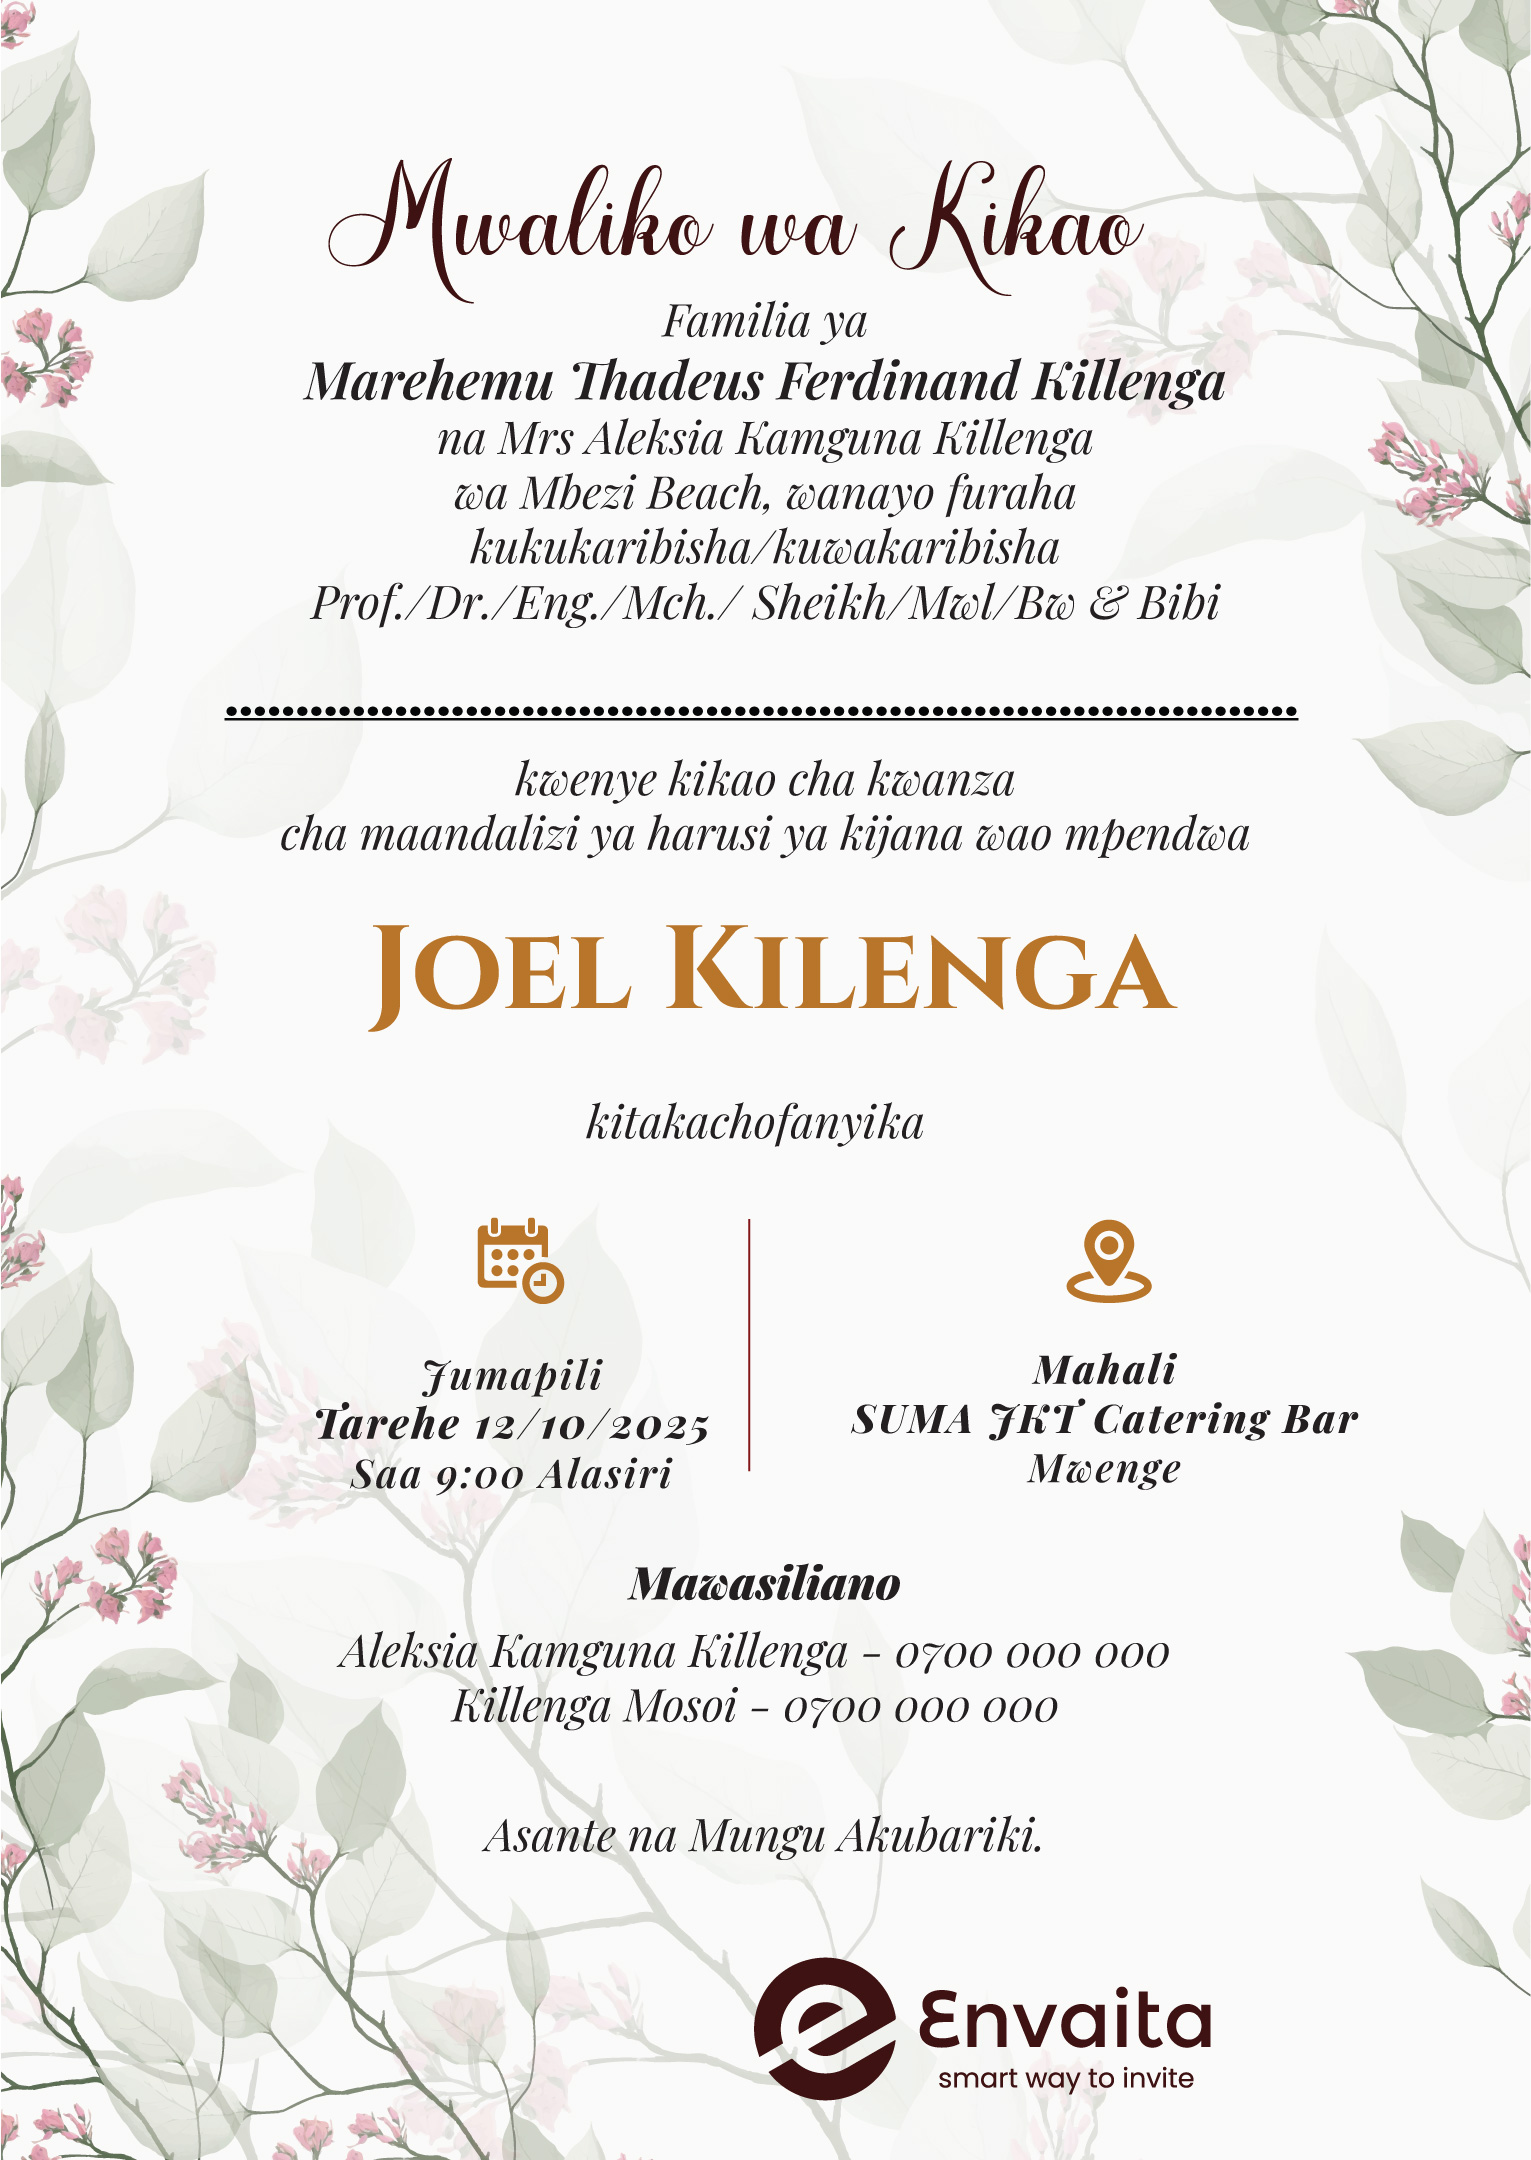 Mwaliko wa Kikao
Familia ya
Marehemu Thadeus Ferdinand Killenga
na Mrs Aleksia Kamguna Killenga
wa Mbezi Beach, wanayo furaha
kukukaribisha/kuwakaribisha
Prof./Dr./Eng./Mch./ Sheikh/Mwl/Bw & Bibi
kwenye kikao cha kwanza
cha maandalizi ya harusi ya kijana wao mpendwa
Joel Kilenga
kitakachofanyika
Jumapili
Tarehe 12/10/2025
Saa 9:00 Alasiri
Mahali
SUMA JKT Catering Bar
Mwenge
Mawasiliano
Aleksia Kamguna Killenga - 0700 000 000
Killenga Mosoi - 0700 000 000
Asante na Mungu Akubariki.
Envaita
smart way to invite